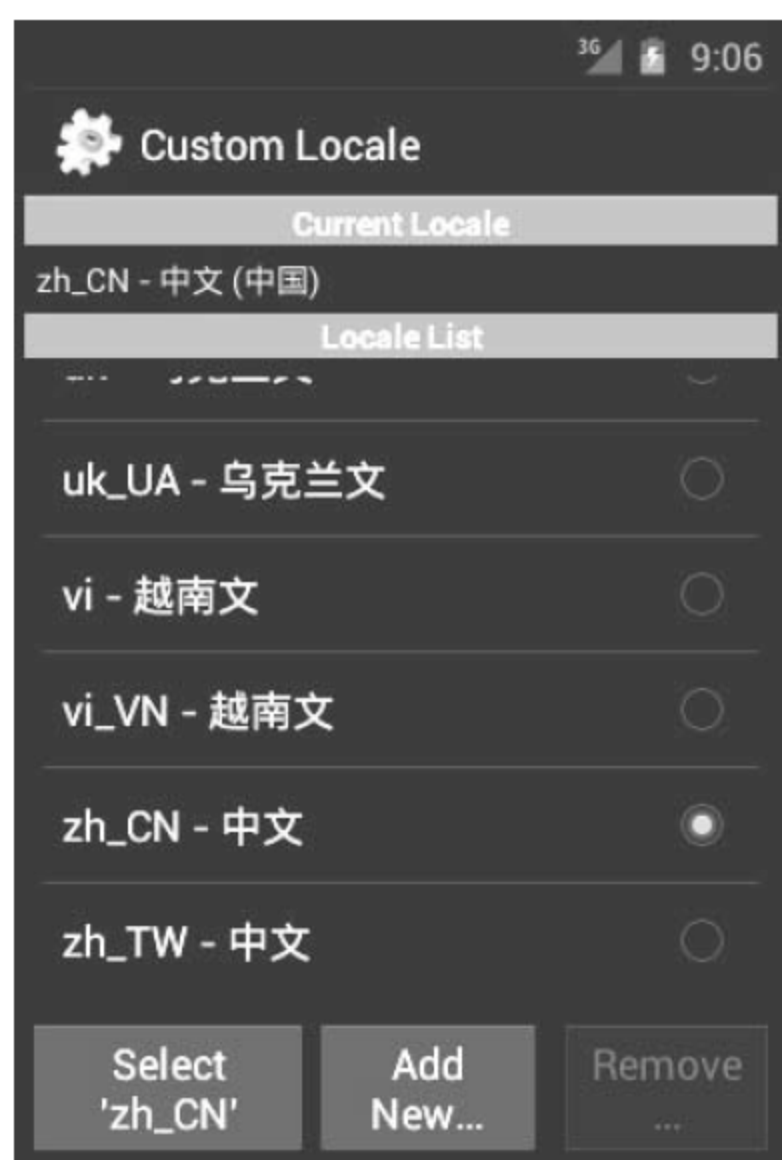 3G 9:06
Custom Locale
Current Locale
zh_CN - 中文 (中国)
Locale List
uk_UA - 乌克兰文
vi - 越南文
vi_VN - 越南文
zh_CN - 中文
zh_TW - 中文
Select
'zh_CN'
Add
New...
Remove
...